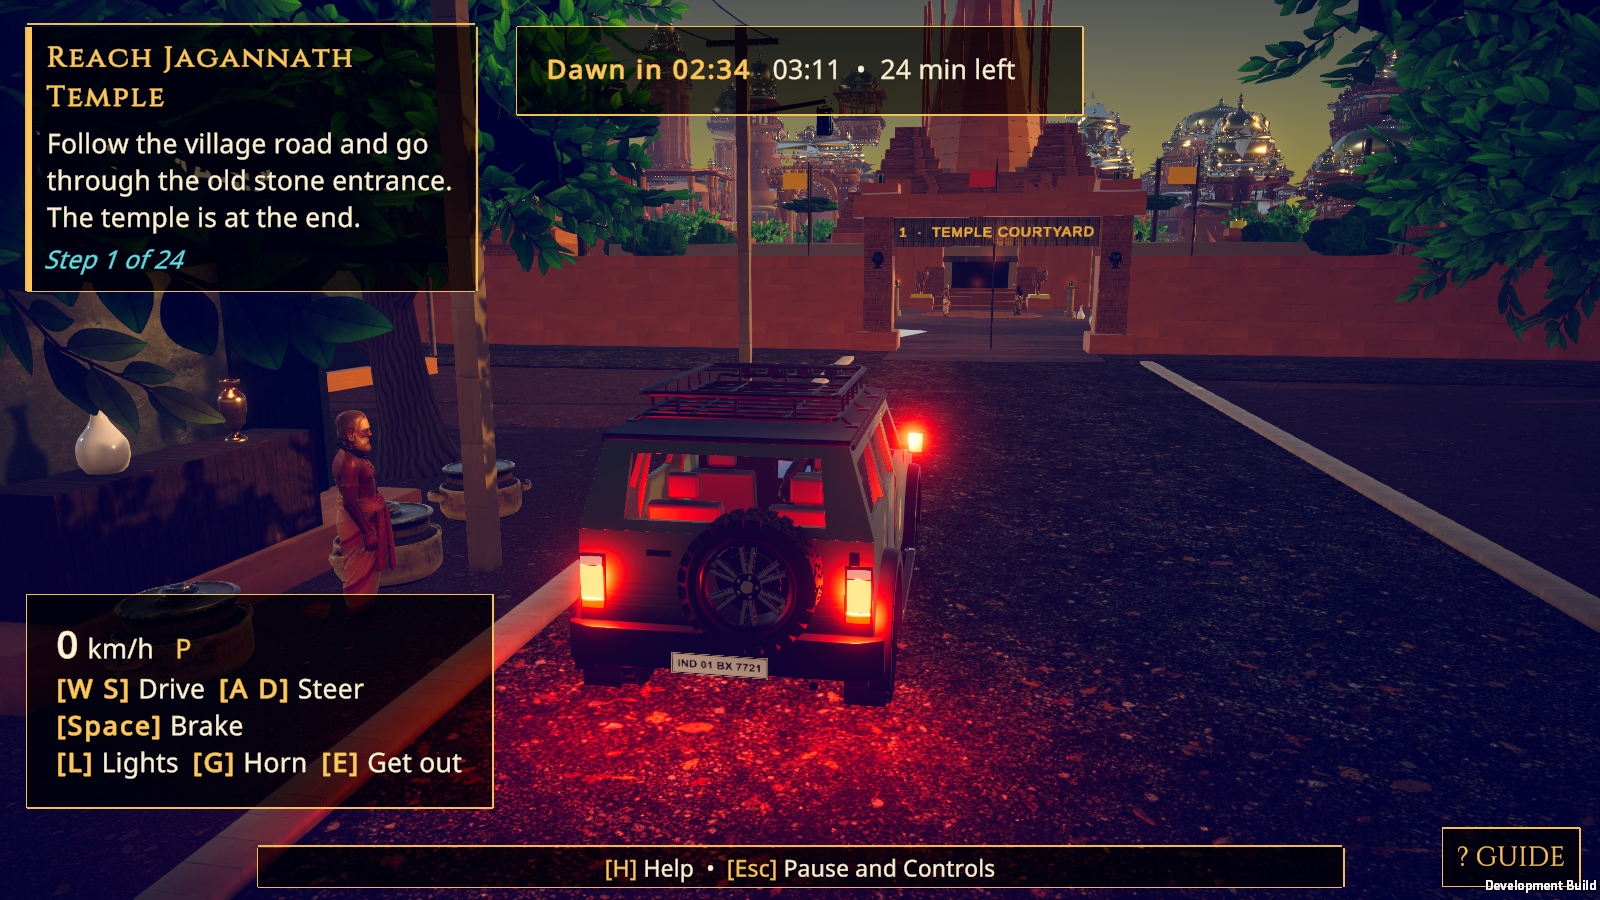 REACH JAGANNATH
TEMPLE
Follow the village road and go
through the old stone entrance.
The temple is at the end.
Step 1 of 24
Dawn in 02:34 03:11 • 24 min left
1 · TEMPLE COURTYARD
IND 01 BX 7721
0 km/h P
[W S] Drive [A D] Steer
[Space] Brake
[L] Lights [G] Horn [E] Get out
[H] Help • [Esc] Pause and Controls
? GUIDE
Development Build